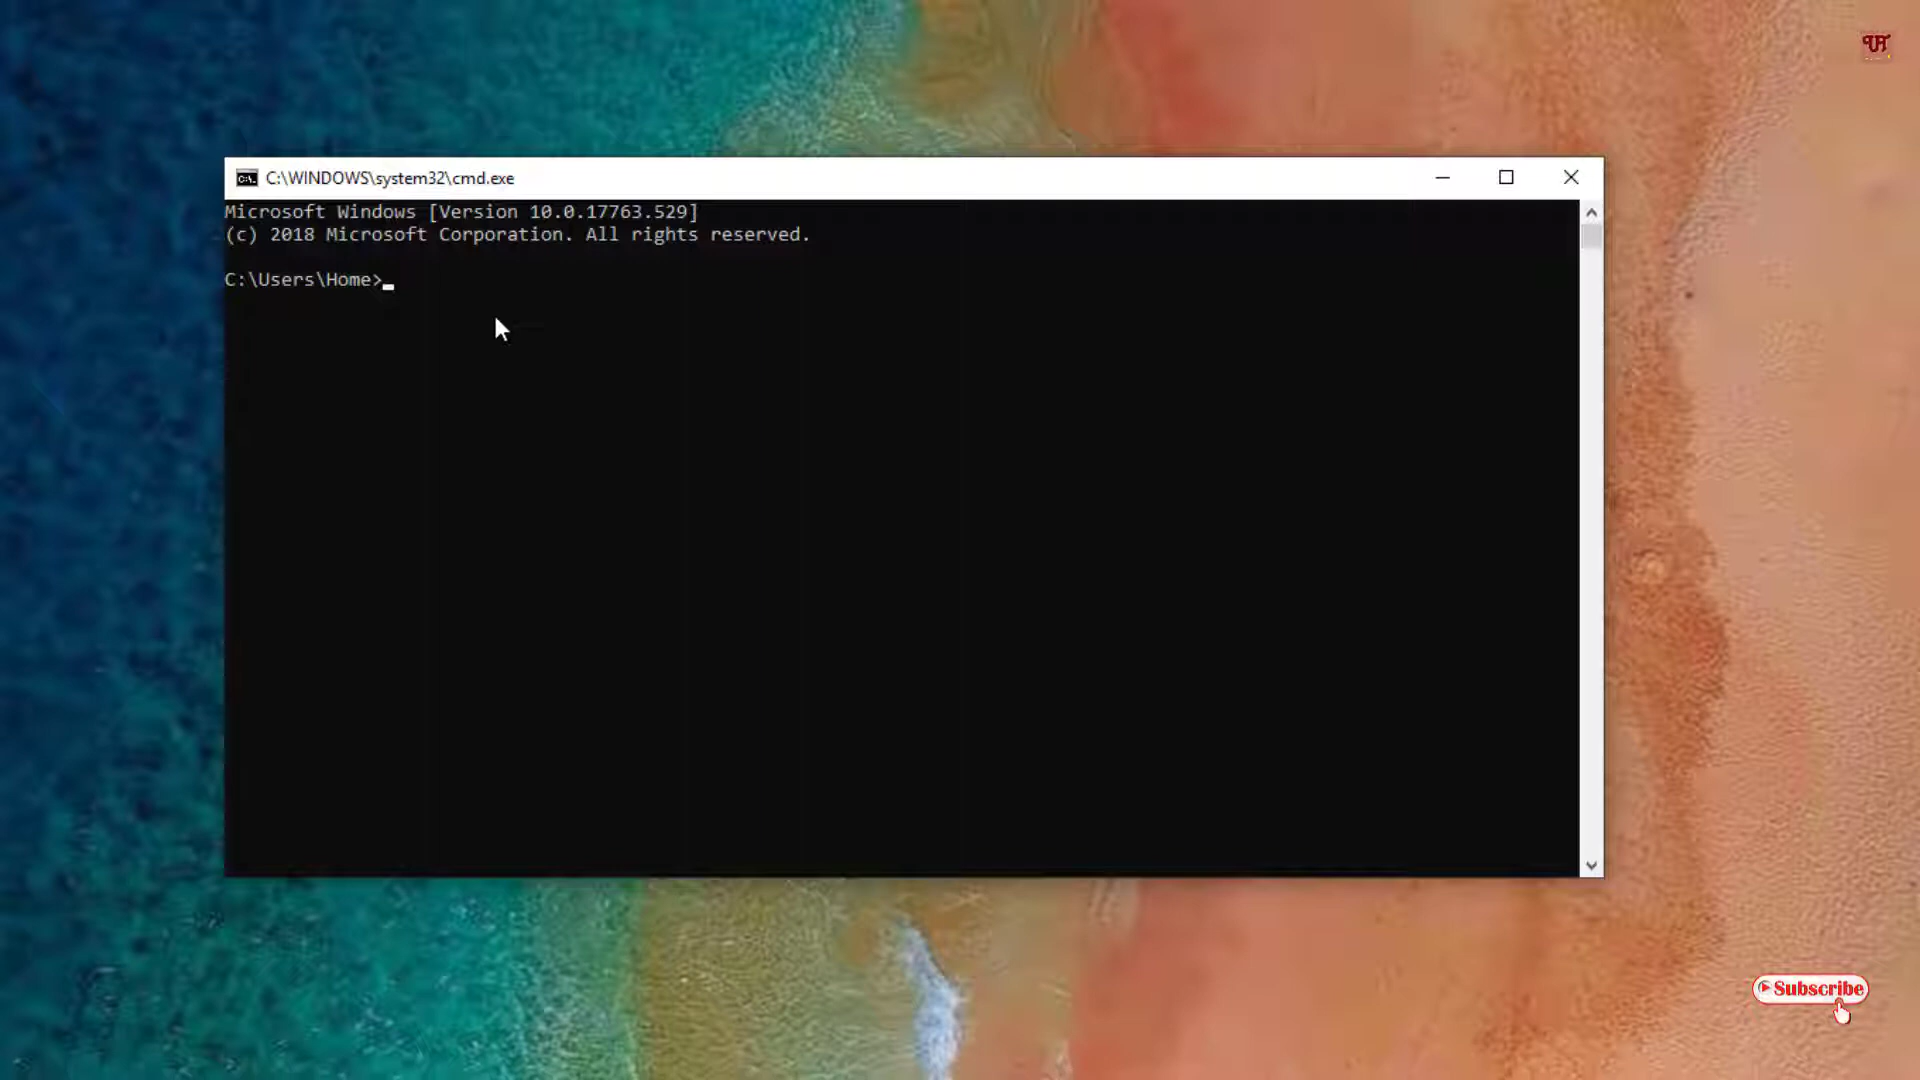 C:\WINDOWS\system32\cmd.exe
Microsoft Windows [Version 10.0.17763.529]
(c) 2018 Microsoft Corporation. All rights reserved.
C:\Users\Home>
Subscribe